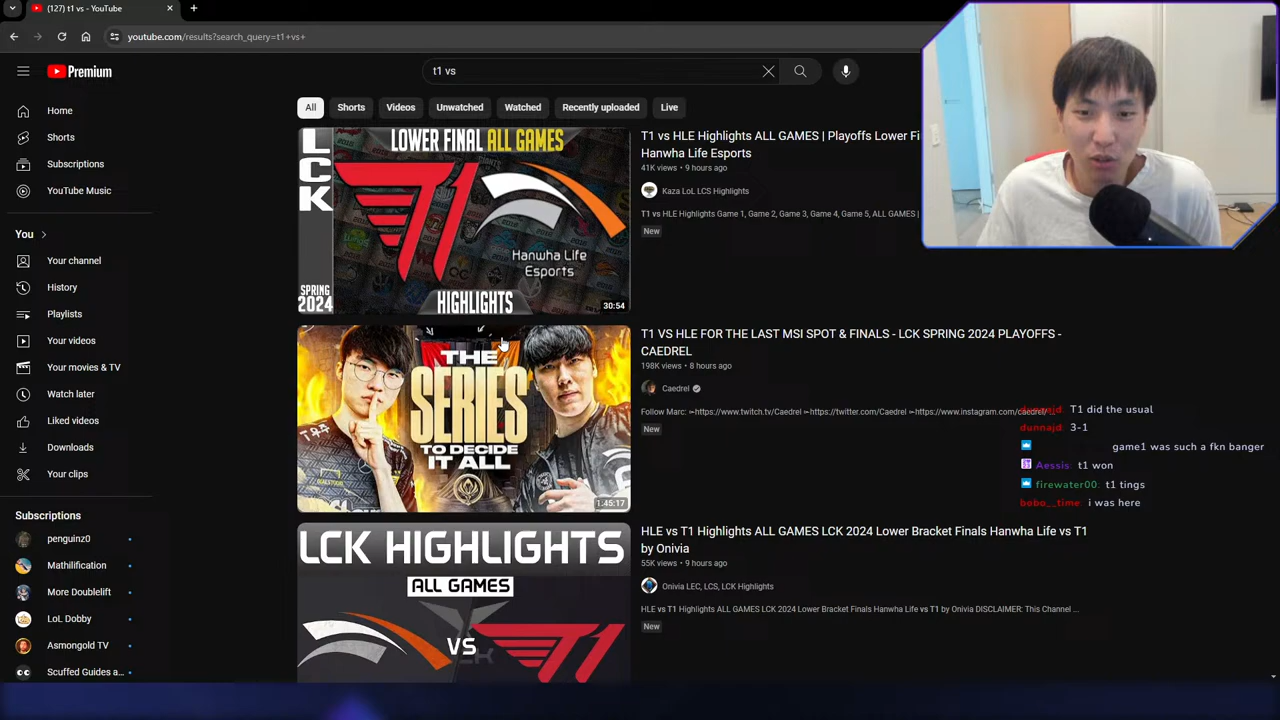 (127) t1 vs - YouTube
youtube.com/results?search_query=t1+vs+
Premium
t1 vs
All
Shorts
Videos
Unwatched
Watched
Recently uploaded
Live
Home
Shorts
Subscriptions
YouTube Music
You
Your channel
History
Playlists
Your videos
Your movies & TV
Watch later
Liked videos
Downloads
Your clips
Subscriptions
penguinz0
Mathilification
More Doublelift
LoL Dobby
Asmongold TV
Scuffed Guides a...
LCK
LOWER FINAL ALL GAMES
T1
Hanwha Life
Esports
SPRING
2024
HIGHLIGHTS
30:54
T1 vs HLE Highlights ALL GAMES | Playoffs Lower Fi
Hanwha Life Esports
41K views • 9 hours ago
Kaza LoL LCS Highlights
T1 vs HLE Highlights Game 1, Game 2, Game 3, Game 4, Game 5, ALL GAMES |
New
THE
SERIES
TO DECIDE
IT ALL
1:45:17
T1 VS HLE FOR THE LAST MSI SPOT & FINALS - LCK SPRING 2024 PLAYOFFS -
CAEDREL
198K views • 8 hours ago
Caedrel
Follow Marc: ➳https://www.twitch.tv/Caedrel ➳https://twitter.com/Caedrel ➳https://www.instagram.com/caedrel/ ...
New
LCK HIGHLIGHTS
ALL GAMES
VS
T1
HLE vs T1 Highlights ALL GAMES LCK 2024 Lower Bracket Finals Hanwha Life vs T1
by Onivia
55K views • 9 hours ago
Onivia LEC, LCS, LCK Highlights
HLE vs T1 Highlights ALL GAMES LCK 2024 Lower Bracket Finals Hanwha Life vs T1 by Onivia DISCLAIMER: This Channel ...
New
dunnajd: T1 did the usual
dunnajd: 3-1
game1 was such a fkn banger
Aessis: t1 won
firewater00: t1 tings
bobo__time: i was here